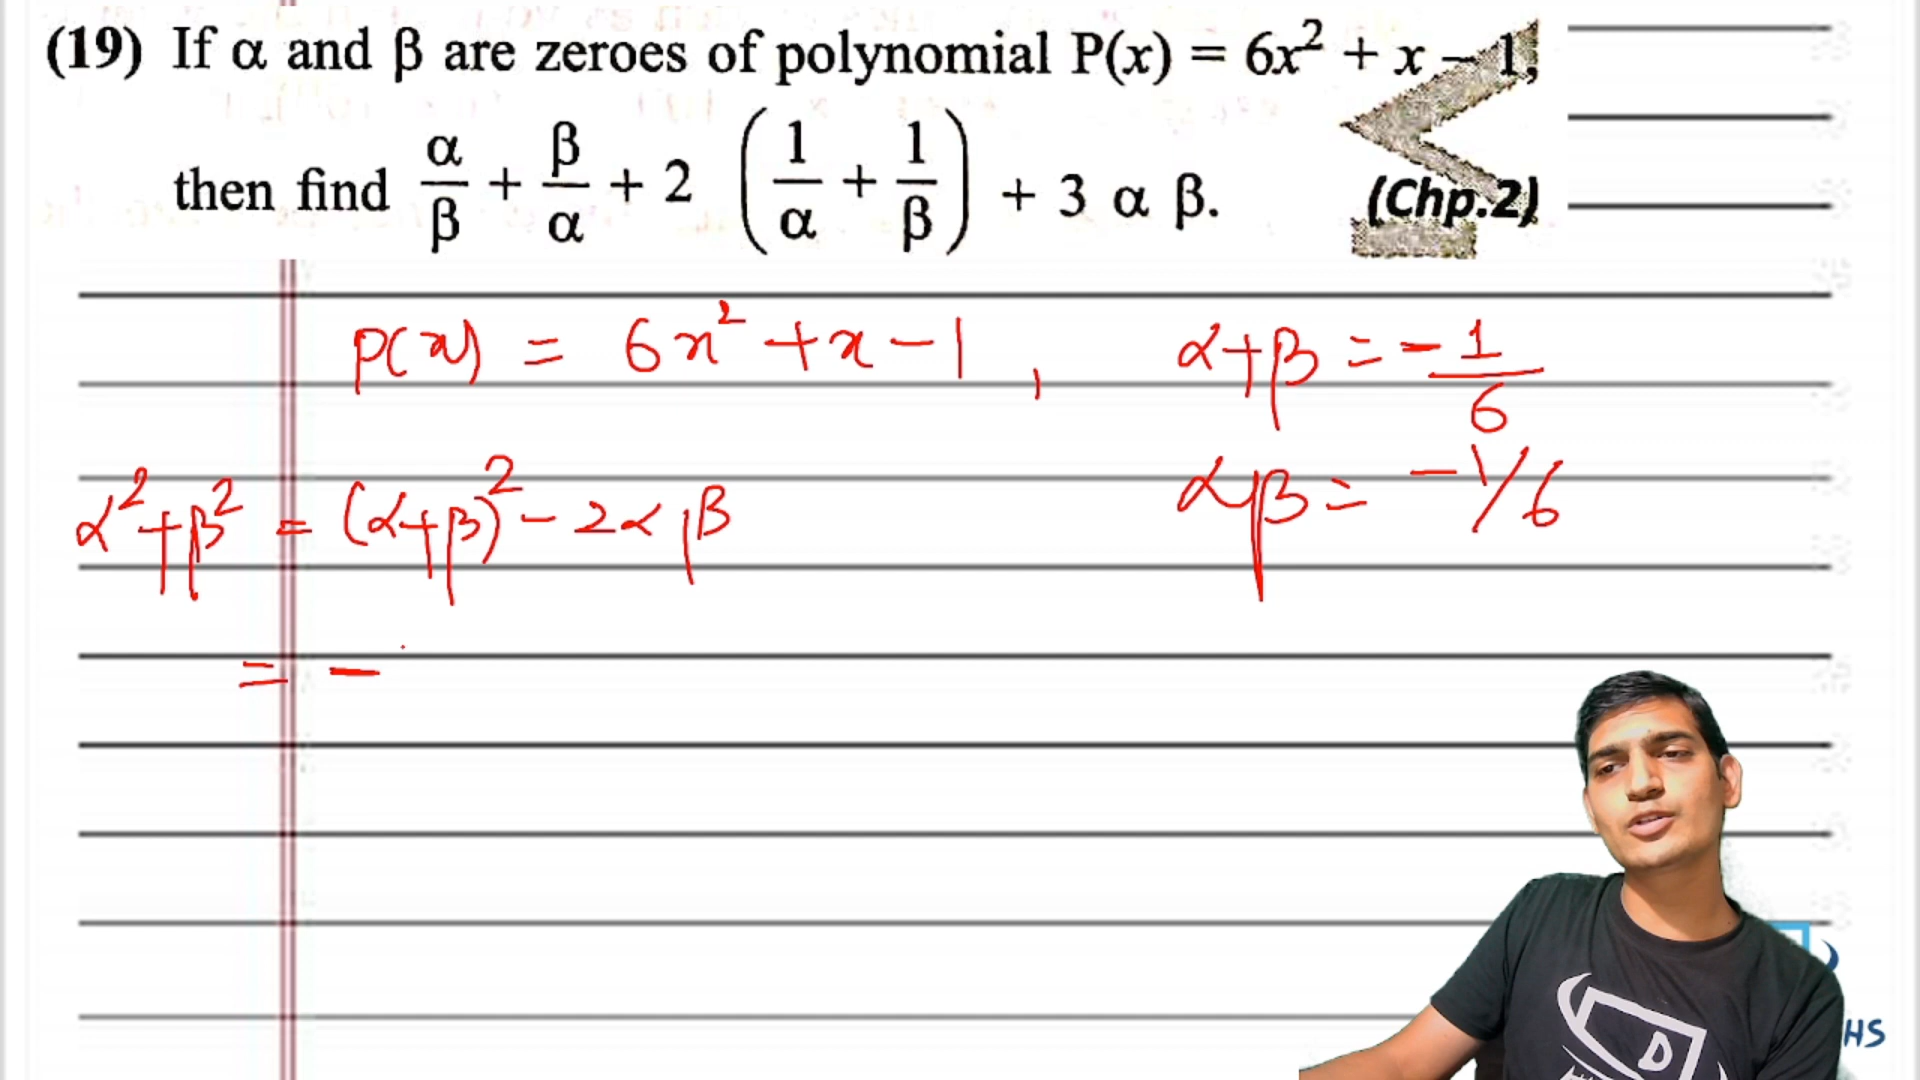 (19) If α and β are zeroes of polynomial P(x) = 6x² + x – 1,
then find α/β + β/α + 2 (1/α + 1/β) + 3 α β. (Chp.2)
P(x) = 6x² + x – 1 , α+β = – 1/6
α²+β² = (α+β)² – 2αβ αβ = – 1/6
= –
D
HS